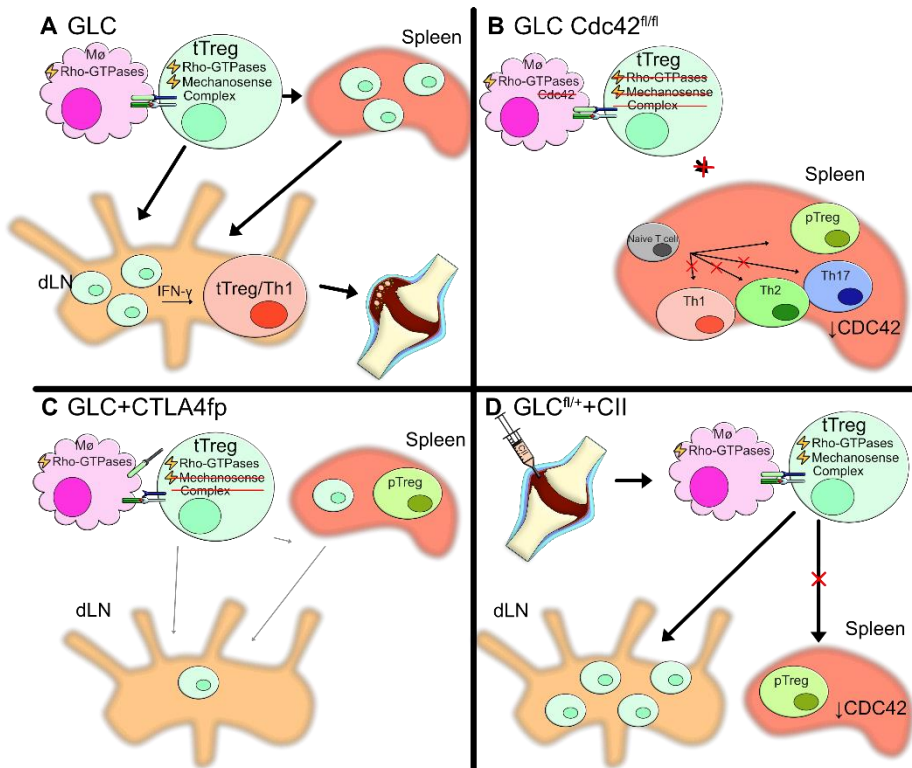 A GLC
Mø
Rho-GTPases
tTreg
Rho-GTPases
Mechanosense
Complex
Spleen
dLN
IFN-γ
tTreg/Th1
B GLC Cdc42fl/fl
Mø
Rho-GTPases
Cdc42
tTreg
Rho-GTPases
Mechanosense
Complex
Spleen
Naive T cell
pTreg
Th17
Th2
Th1
↓CDC42
C GLC+CTLA4fp
Mø
Rho-GTPases
tTreg
Rho-GTPases
Mechanosense
Complex
Spleen
pTreg
dLN
D GLCfl/++CII
CII
Mø
Rho-GTPases
tTreg
Rho-GTPases
Mechanosense
Complex
dLN
Spleen
pTreg
↓CDC42